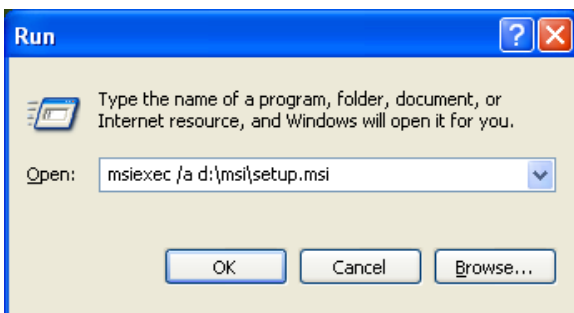 Run
Type the name of a program, folder, document, or
Internet resource, and Windows will open it for you.
Open: msiexec /a d:\msi\setup.msi
OK Cancel Browse...